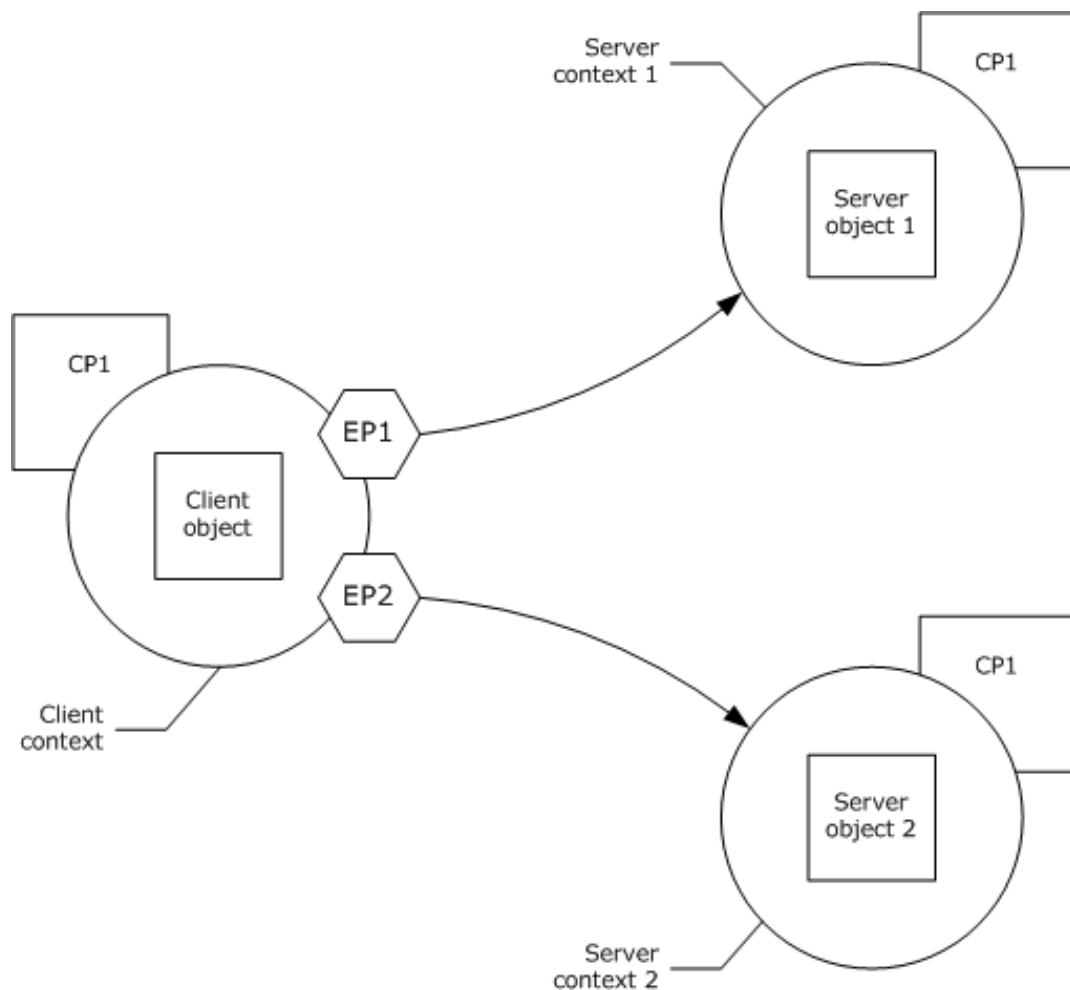 Server
context 1
CP1
Server
object 1
CP1
EP1
Client
object
EP2
Client
context
CP1
Server
object 2
Server
context 2